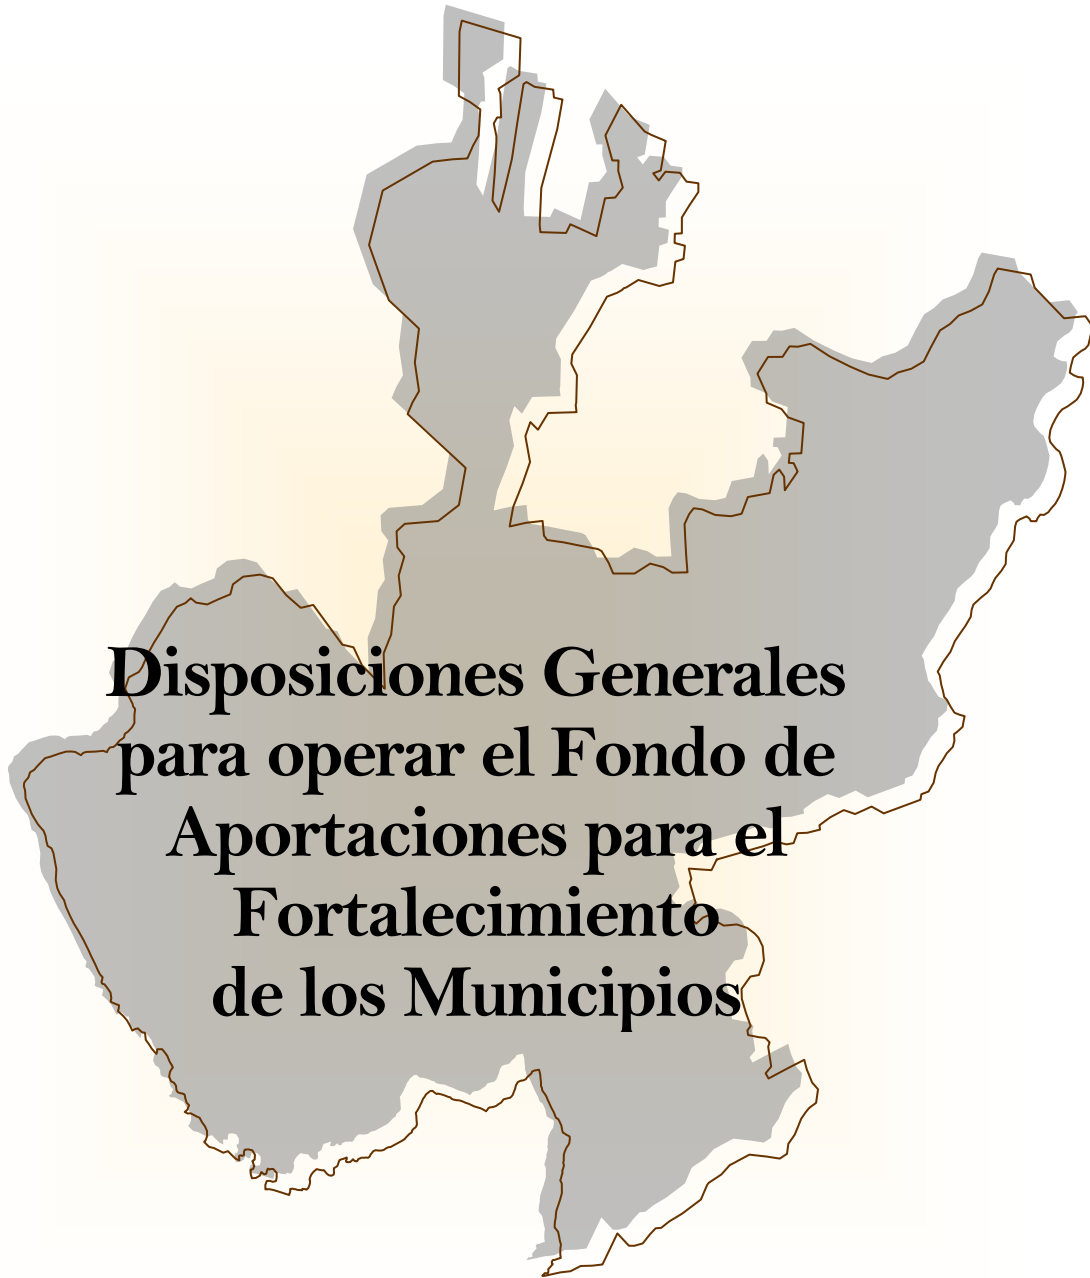 Disposiciones Generales
para operar el Fondo de
Aportaciones para el
Fortalecimiento
de los Municipios